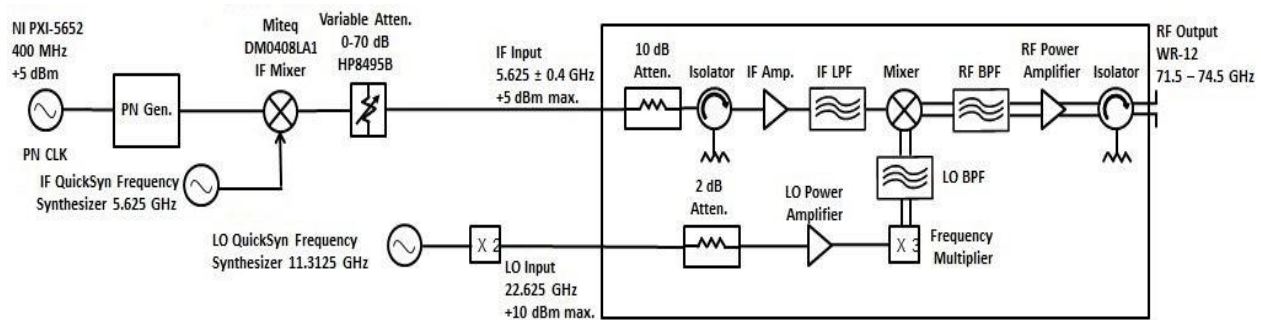 NI PXI-5652
400 MHz
+5 dBm
PN Gen.
PN CLK
Miteq
DM0408LA1
IF Mixer
Variable Atten.
0-70 dB
HP8495B
IF QuickSyn Frequency
Synthesizer 5.625 GHz
IF Input
5.625 ± 0.4 GHz
+5 dBm max.
LO QuickSyn Frequency
Synthesizer 11.3125 GHz
X 2
LO Input
22.625 GHz
+10 dBm max.
10 dB
Atten.
Isolator
IF Amp.
IF LPF
Mixer
RF BPF
RF Power
Amplifier
Isolator
RF Output
WR-12
71.5 – 74.5 GHz
LO BPF
2 dB
Atten.
LO Power
Amplifier
X 3
Frequency
Multiplier